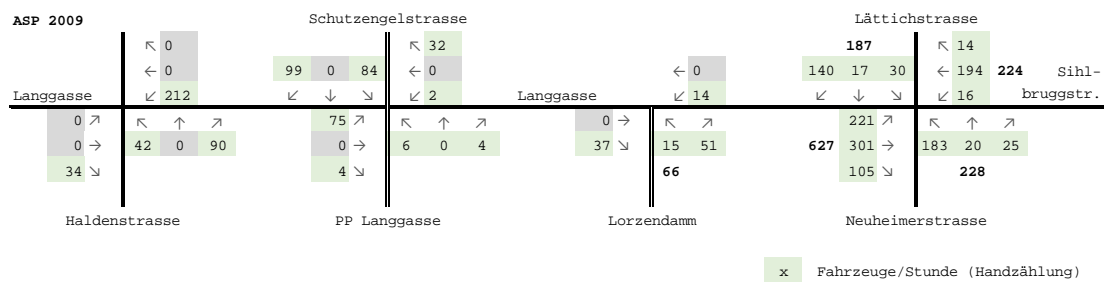 ASP 2009 Schutzengelstrasse Lättichstrasse
↖ 0 ↖ 32 187 ↖ 14
← 0 99 0 84 ← 0 ← 0 140 17 30 ← 194 224 Sihl-
Langgasse ↙ 212 ↙ ↓ ↘ ↙ 2 Langgasse ↙ 14 ↙ ↓ ↘ ↙ 16 bruggstr.
0 ↗ ↖ ↑ ↗ 75 ↗ ↖ ↑ ↗ 0 → ↖ ↗ 221 ↗ ↖ ↑ ↗
0 → 42 0 90 0 → 6 0 4 37 ↘ 15 51 627 301 → 183 20 25
34 ↘ 4 ↘ 66 105 ↘ 228
Haldenstrasse PP Langgasse Lorzendamm Neuheimerstrasse
x Fahrzeuge/Stunde (Handzählung)